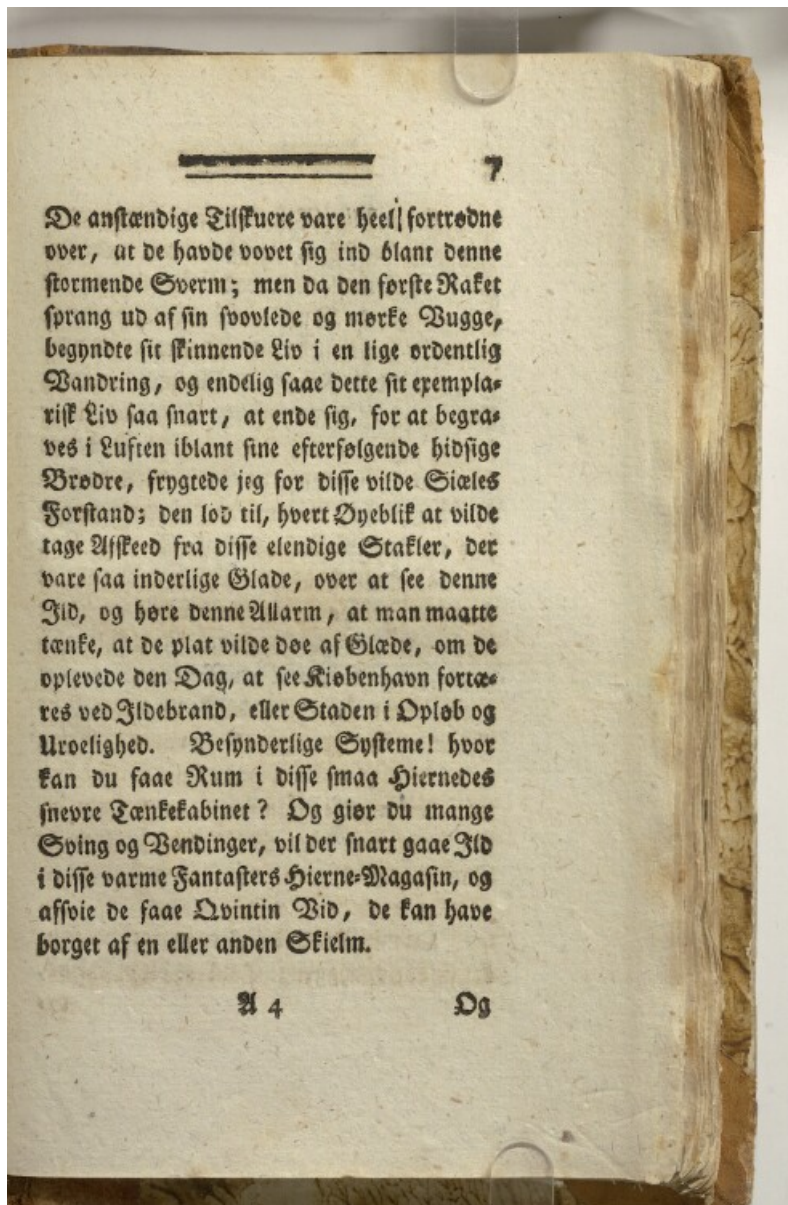 7
De anstændige Tilskuere vare heel fortrødne
over, at de havde vovet sig ind blant denne
stormende Sverm; men da den første Raket
sprang ud af sin svovlede og mørke Vugge,
begyndte sit skinnende Liv i en lige ordentlig
Vandring, og endelig saae dette sit exempla-
risk Liv saa snart, at ende sig, for at begra-
ves i Luften iblant sine efterfølgende hidsige
Brødre, frygtede jeg for disse vilde Siæles
Forstand; den lod til, hvert Øyeblik at vilde
tage Afskeed fra disse elendige Stakler, der
vare saa inderlige Glade, over at see denne
Ild, og høre denne Allarm, at man maatte
tænke, at de plat vilde døe af Glæde, om de
oplevede den Dag, at see Kiøbenhavn fortæ-
res ved Ildebrand, eller Staden i Opløb og
Uroelighed. Besynderlige Systeme! hvor
kan du faae Rum i disse smaa Hiernedes
snevre Tænkekabinet? Og giør du mange
Sving og Vendinger, vil der snart gaae Ild
i disse varme Fantasters Hierne-Magasin, og
afsvie de faae Qvintin Vid, de kan have
borget af en eller anden Skielm.
A 4 Og